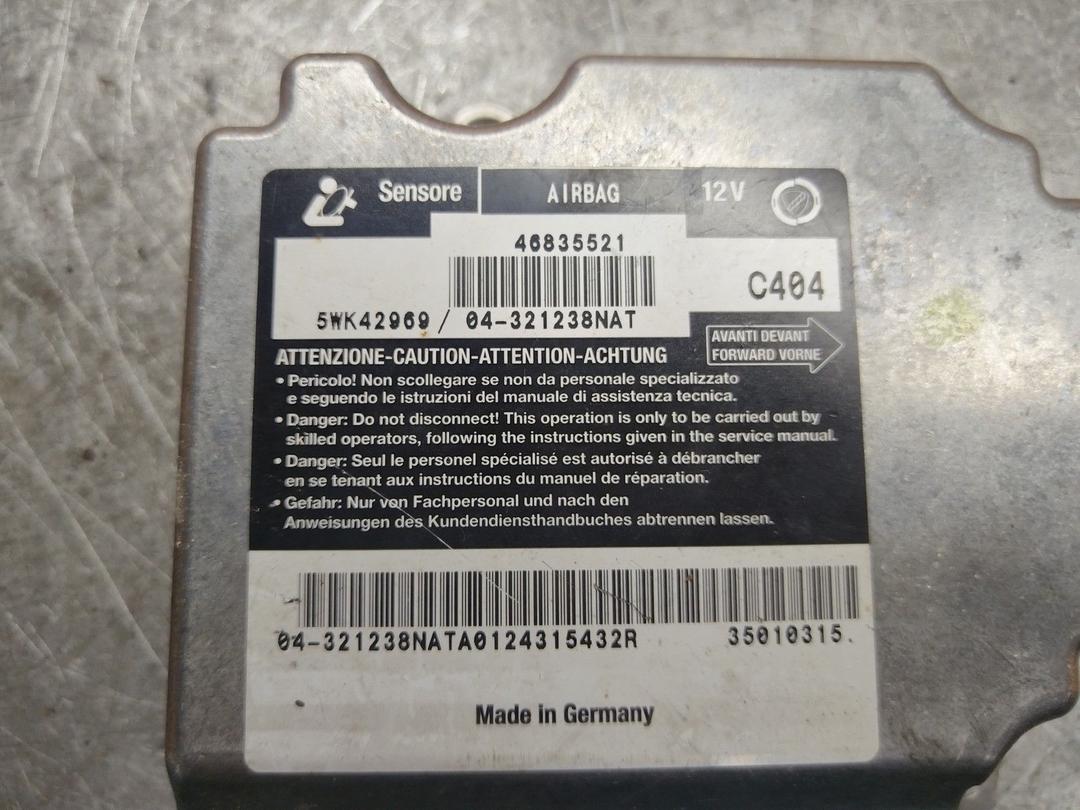 Sensore AIRBAG 12V
46835521
C404
5WK42969 / 04-321238NAT
ATTENZIONE-CAUTION-ATTENTION-ACHTUNG
AVANTI DEVANT
FORWARD VORNE
• Pericolo! Non scollegare se non da personale specializzato
e seguendo le istruzioni del manuale di assistenza tecnica.
• Danger: Do not disconnect! This operation is only to be carried out by
skilled operators, following the instructions given in the service manual.
• Danger: Seul le personel spécialisé est autorisé à débrancher
en se tenant aux instructions du manuel de réparation.
• Gefahr: Nur von Fachpersonal und nach den
Anweisungen des Kundendiensthandbuches abtrennen lassen.
04-321238NATA0124315432R 35010315.
Made in Germany